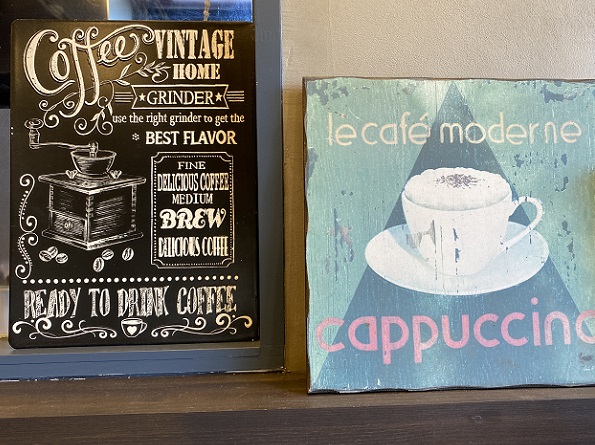 Coffee VINTAGE
HOME
GRINDER
use the right grinder to get the
BEST FLAVOR
FINE
DELICIOUS COFFEE
MEDIUM
BREW
DELICIOUS COFFEE
READY TO DRINK COFFEE
le café moderne
cappuccino